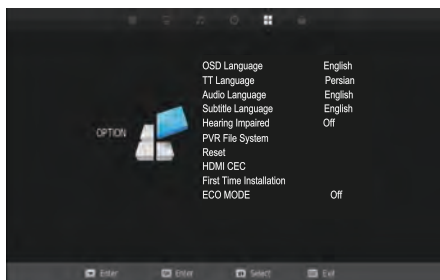 OSD Language English
TT Language Persian
Audio Language English
Subtitle Language English
Hearing Impaired Off
OPTION
PVR File System
Reset
HDMI CEC
First Time Installation
ECO MODE Off
Enter Enter Select Exit